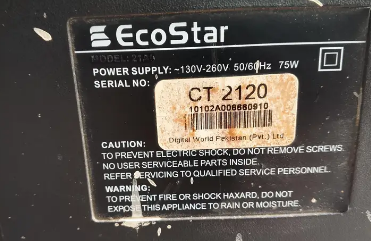 EcoStar
MODEL:
POWER SUPPLY: ~130V-260V 50/60Hz 75W
SERIAL NO:
CT 2120
10102A006660910
Digital World Pakistan (Pvt.) Ltd
CAUTION:
TO PREVENT ELECTRIC SHOCK, DO NOT REMOVE SCREWS.
NO USER SERVICEABLE PARTS INSIDE.
REFER SERVICING TO QUALIFIED SERVICE PERSONNEL.
WARNING:
TO PREVENT FIRE OR SHOCK HAZARD, DO NOT
EXPOSE THIS APPLIANCE TO RAIN OR MOISTURE.